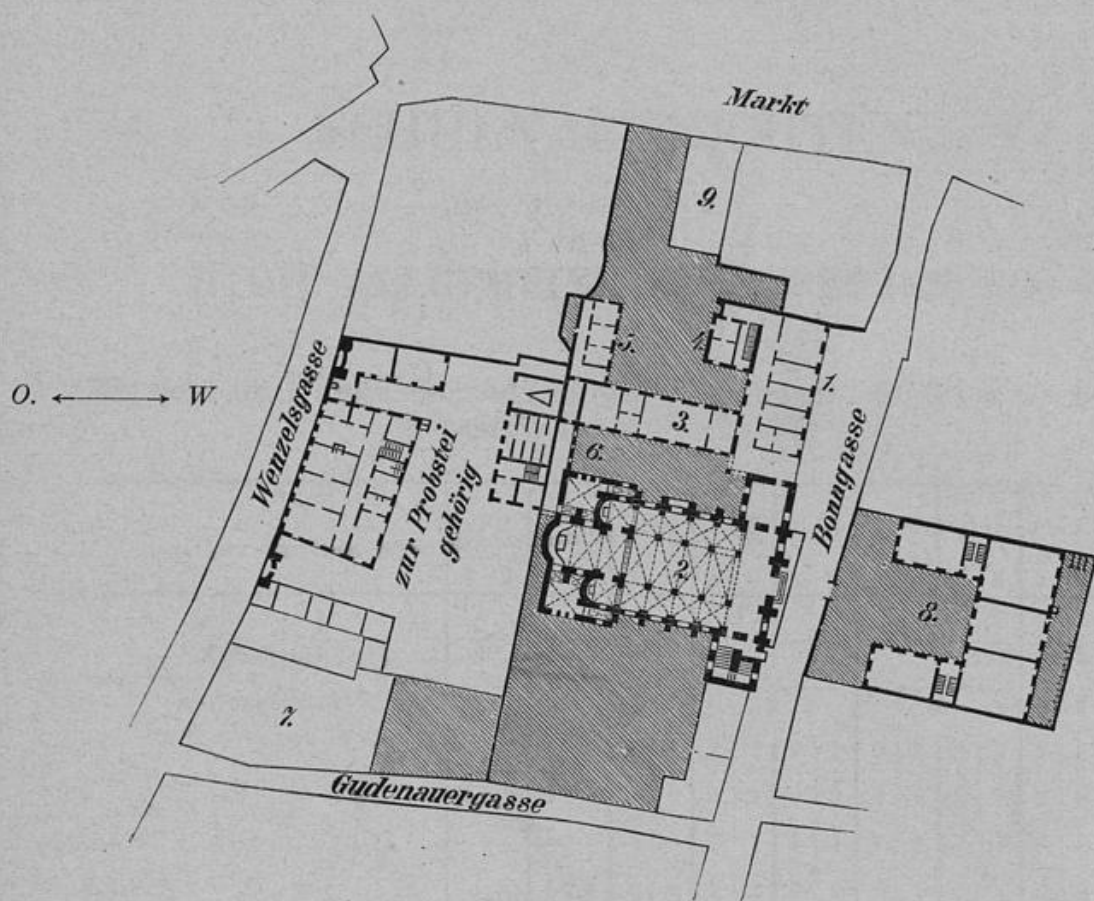 Markt
9.
5.
4.
1.
O. W.
Wenzelsgasse
3.
6.
zur Probstei
gehörig
Bonngasse
2.
8.
7.
Gudenauergasse